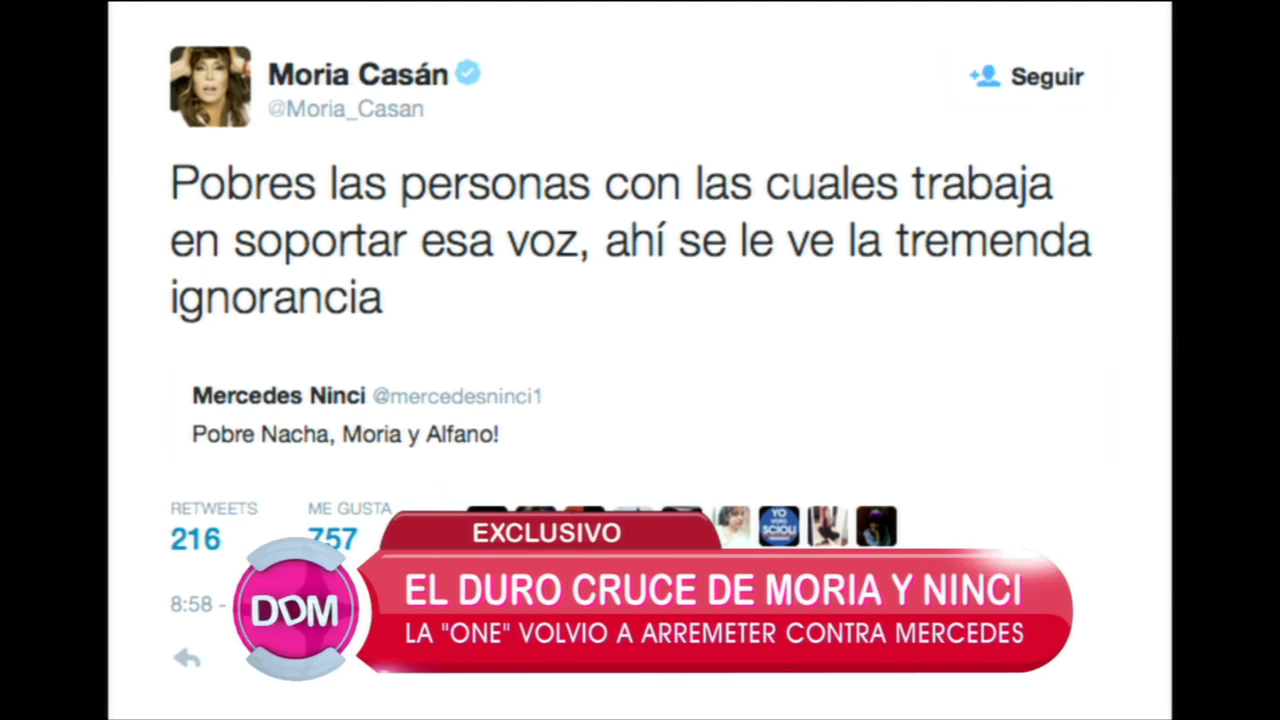 Moria Casán
@Moria_Casan
Seguir
Pobres las personas con las cuales trabaja
en soportar esa voz, ahí se le ve la tremenda
ignorancia
Mercedes Ninci @mercedesninci1
Pobre Nacha, Moria y Alfano!
RETWEETS
216
ME GUSTA
757
YO
SCIOLI
8:58 -
EXCLUSIVO
DDM
EL DURO CRUCE DE MORIA Y NINCI
LA "ONE" VOLVIO A ARREMETER CONTRA MERCEDES